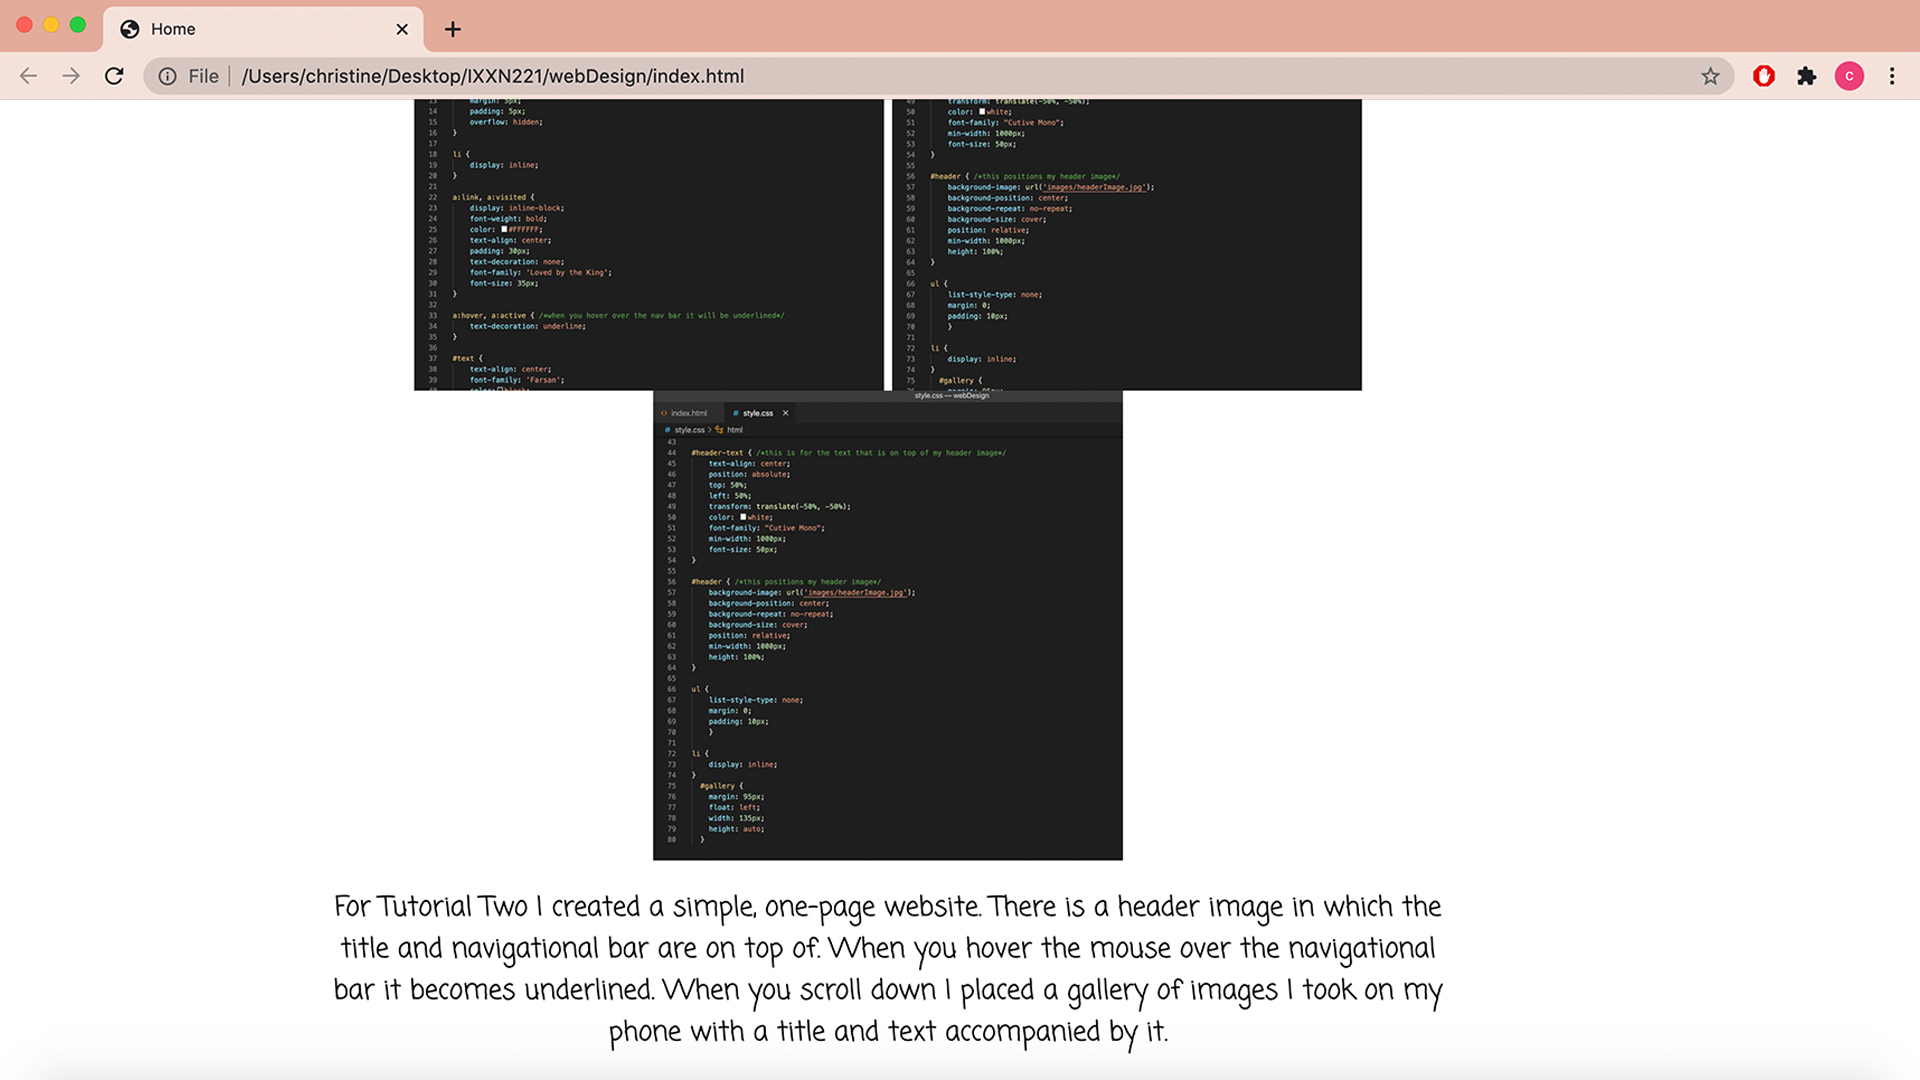 Home
File
/Users/christine/Desktop/IXXN221/webDesign/index.html
13 margin: 5px;
14 padding: 5px;
15 overflow: hidden;
16 }
17
18 li {
19 display: inline;
20 }
21
22 a:link, a:visited {
23 display: inline-block;
24 font-weight: bold;
25 color: #FFFFFF;
26 text-align: center;
27 padding: 30px;
28 text-decoration: none;
29 font-family: 'Loved by the King';
30 font-size: 35px;
31 }
32
33 a:hover, a:active { /*when you hover over the nav bar it will be underlined*/
34 text-decoration: underline;
35 }
36
37 #text {
38 text-align: center;
39 font-family: 'Farsan';
40 color: black;
49 transform: translate(-50%, -50%);
50 color: white;
51 font-family: "Cutive Mono";
52 min-width: 1000px;
53 font-size: 50px;
54 }
55
56 #header { /*this positions my header image*/
57 background-image: url('images/headerImage.jpg');
58 background-position: center;
59 background-repeat: no-repeat;
60 background-size: cover;
61 position: relative;
62 min-width: 1000px;
63 height: 100%;
64 }
65
66 ul {
67 list-style-type: none;
68 margin: 0;
69 padding: 10px;
70 }
71
72 li {
73 display: inline;
74 }
75 #gallery {
76 margin: 95px;
style.css — webDesign
index.html # style.css
# style.css > html
43
44 #header-text { /*this is for the text that is on top of my header image*/
45 text-align: center;
46 position: absolute;
47 top: 50%;
48 left: 50%;
49 transform: translate(-50%, -50%);
50 color: white;
51 font-family: "Cutive Mono";
52 min-width: 1000px;
53 font-size: 50px;
54 }
55
56 #header { /*this positions my header image*/
57 background-image: url('images/headerImage.jpg');
58 background-position: center;
59 background-repeat: no-repeat;
60 background-size: cover;
61 position: relative;
62 min-width: 1000px;
63 height: 100%;
64 }
65
66 ul {
67 list-style-type: none;
68 margin: 0;
69 padding: 10px;
70 }
71
72 li {
73 display: inline;
74 }
75 #gallery {
76 margin: 95px;
77 float: left;
78 width: 135px;
79 height: auto;
80 }
For Tutorial Two I created a simple, one-page website. There is a header image in which the
title and navigational bar are on top of. When you hover the mouse over the navigational
bar it becomes underlined. When you scroll down I placed a gallery of images I took on my
phone with a title and text accompanied by it.
C